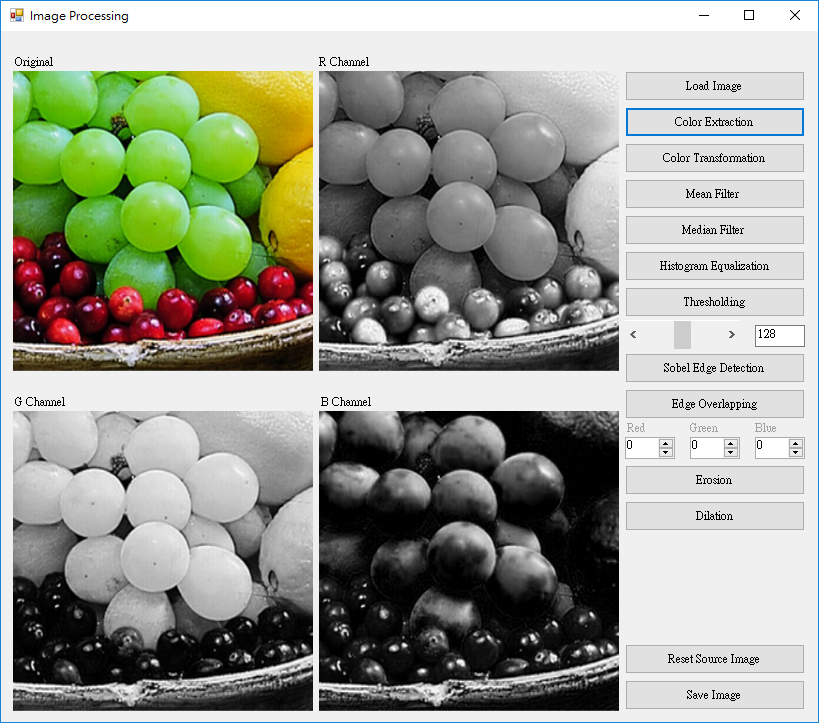 Image Processing
Original
R Channel
G Channel
B Channel
Load Image
Color Extraction
Color Transformation
Mean Filter
Median Filter
Histogram Equalization
Thresholding
< > 128
Sobel Edge Detection
Edge Overlapping
Red Green Blue
0 0 0
Erosion
Dilation
Reset Source Image
Save Image